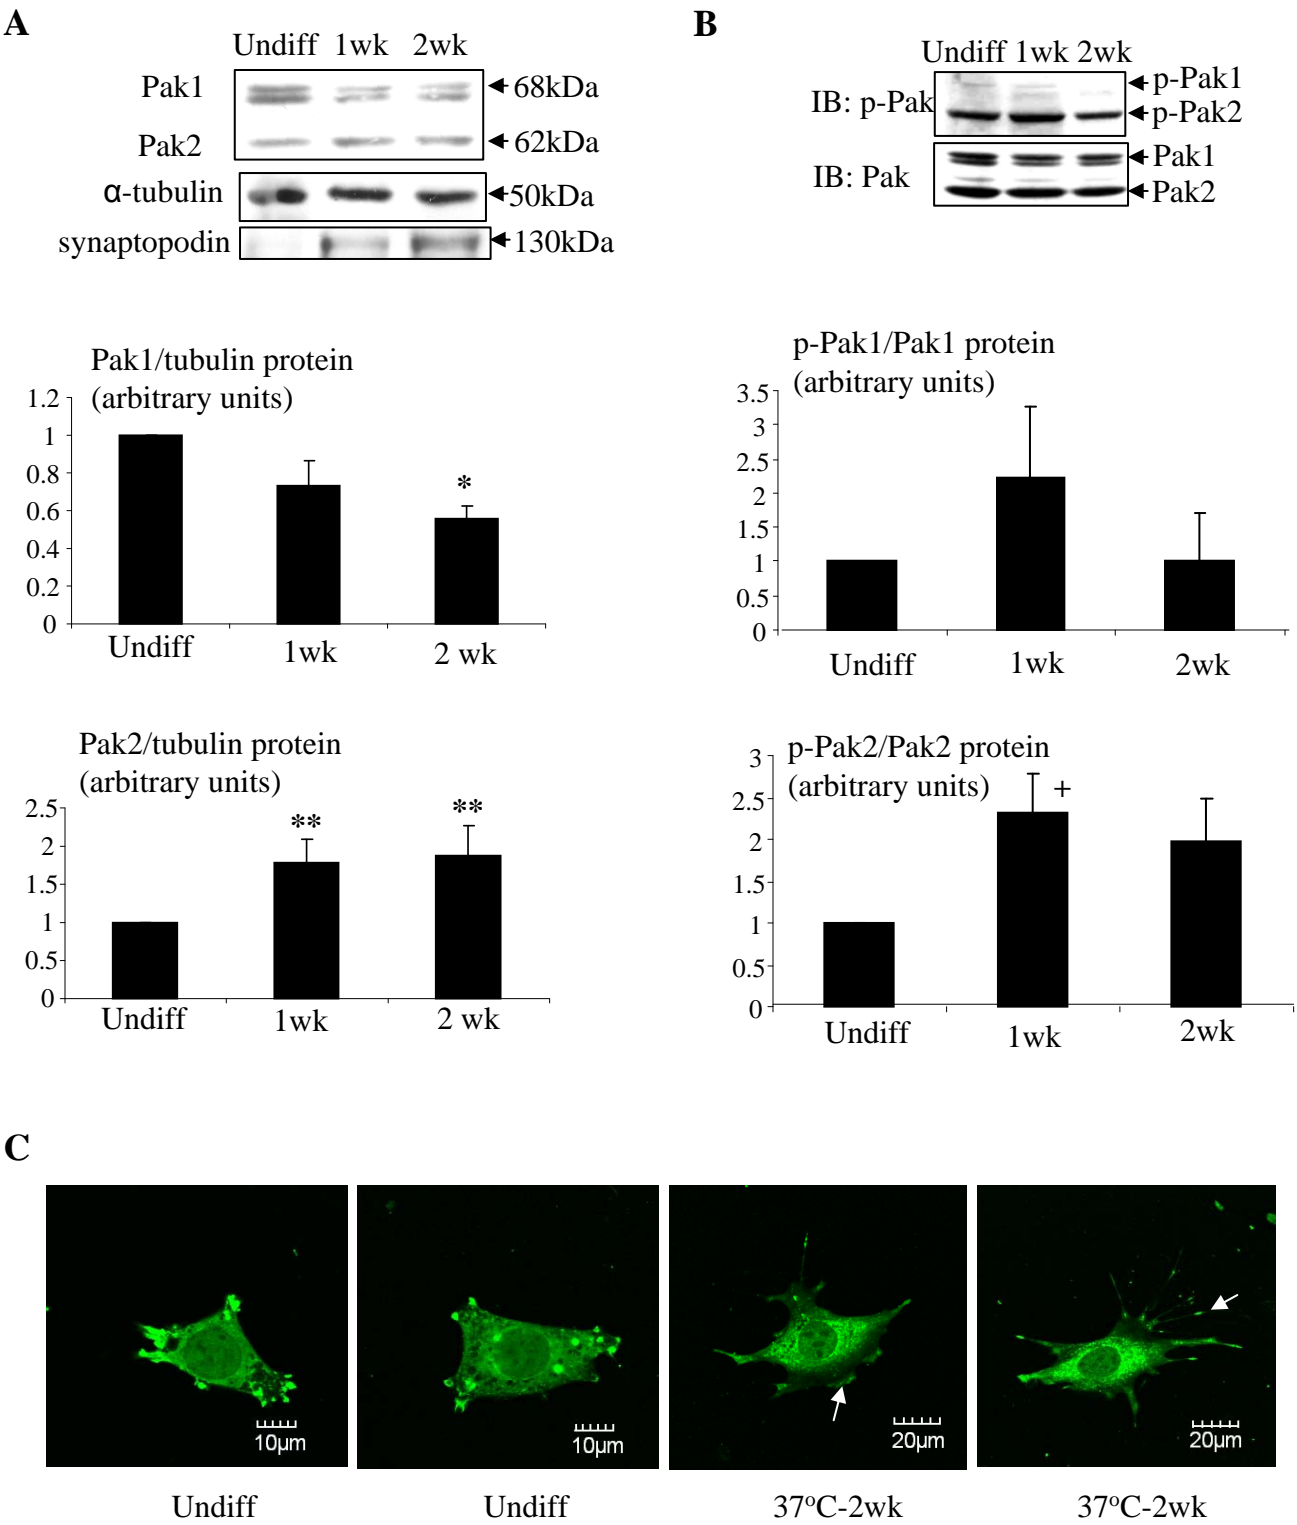 A
Undiff 1wk 2wk
Pak1
68kDa
Pak2
62kDa
α-tubulin
50kDa
synaptopodin
130kDa
Pak1/tubulin protein
(arbitrary units)
1.2
1
0.8
0.6
0.4
0.2
0
*
Undiff
1wk
2 wk
Pak2/tubulin protein
(arbitrary units)
2.5
2
1.5
1
0.5
0
**
**
Undiff
1wk
2 wk
B
Undiff 1wk 2wk
IB: p-Pak
p-Pak1
p-Pak2
IB: Pak
Pak1
Pak2
p-Pak1/Pak1 protein
(arbitrary units)
3.5
3
2.5
2
1.5
1
0.5
0
Undiff
1wk
2wk
p-Pak2/Pak2 protein
(arbitrary units)
3
2.5
2
1.5
1
0.5
0
+
Undiff
1wk
2wk
C
10µm
10µm
20µm
20µm
Undiff
Undiff
37°C-2wk
37°C-2wk